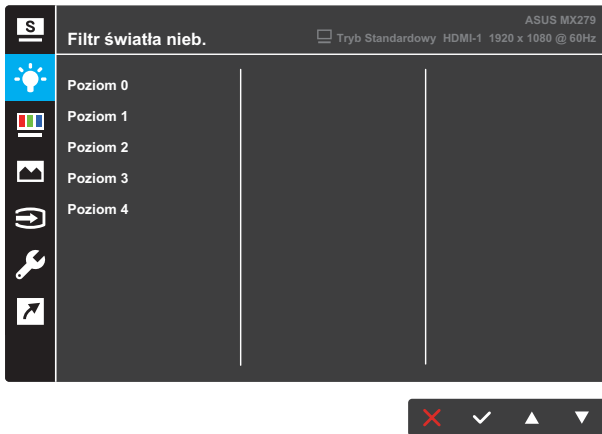 S
ASUS MX279
Filtr światła nieb.
Tryb Standardowy HDMI-1 1920 x 1080 @ 60Hz
Poziom 0
Poziom 1
Poziom 2
Poziom 3
Poziom 4